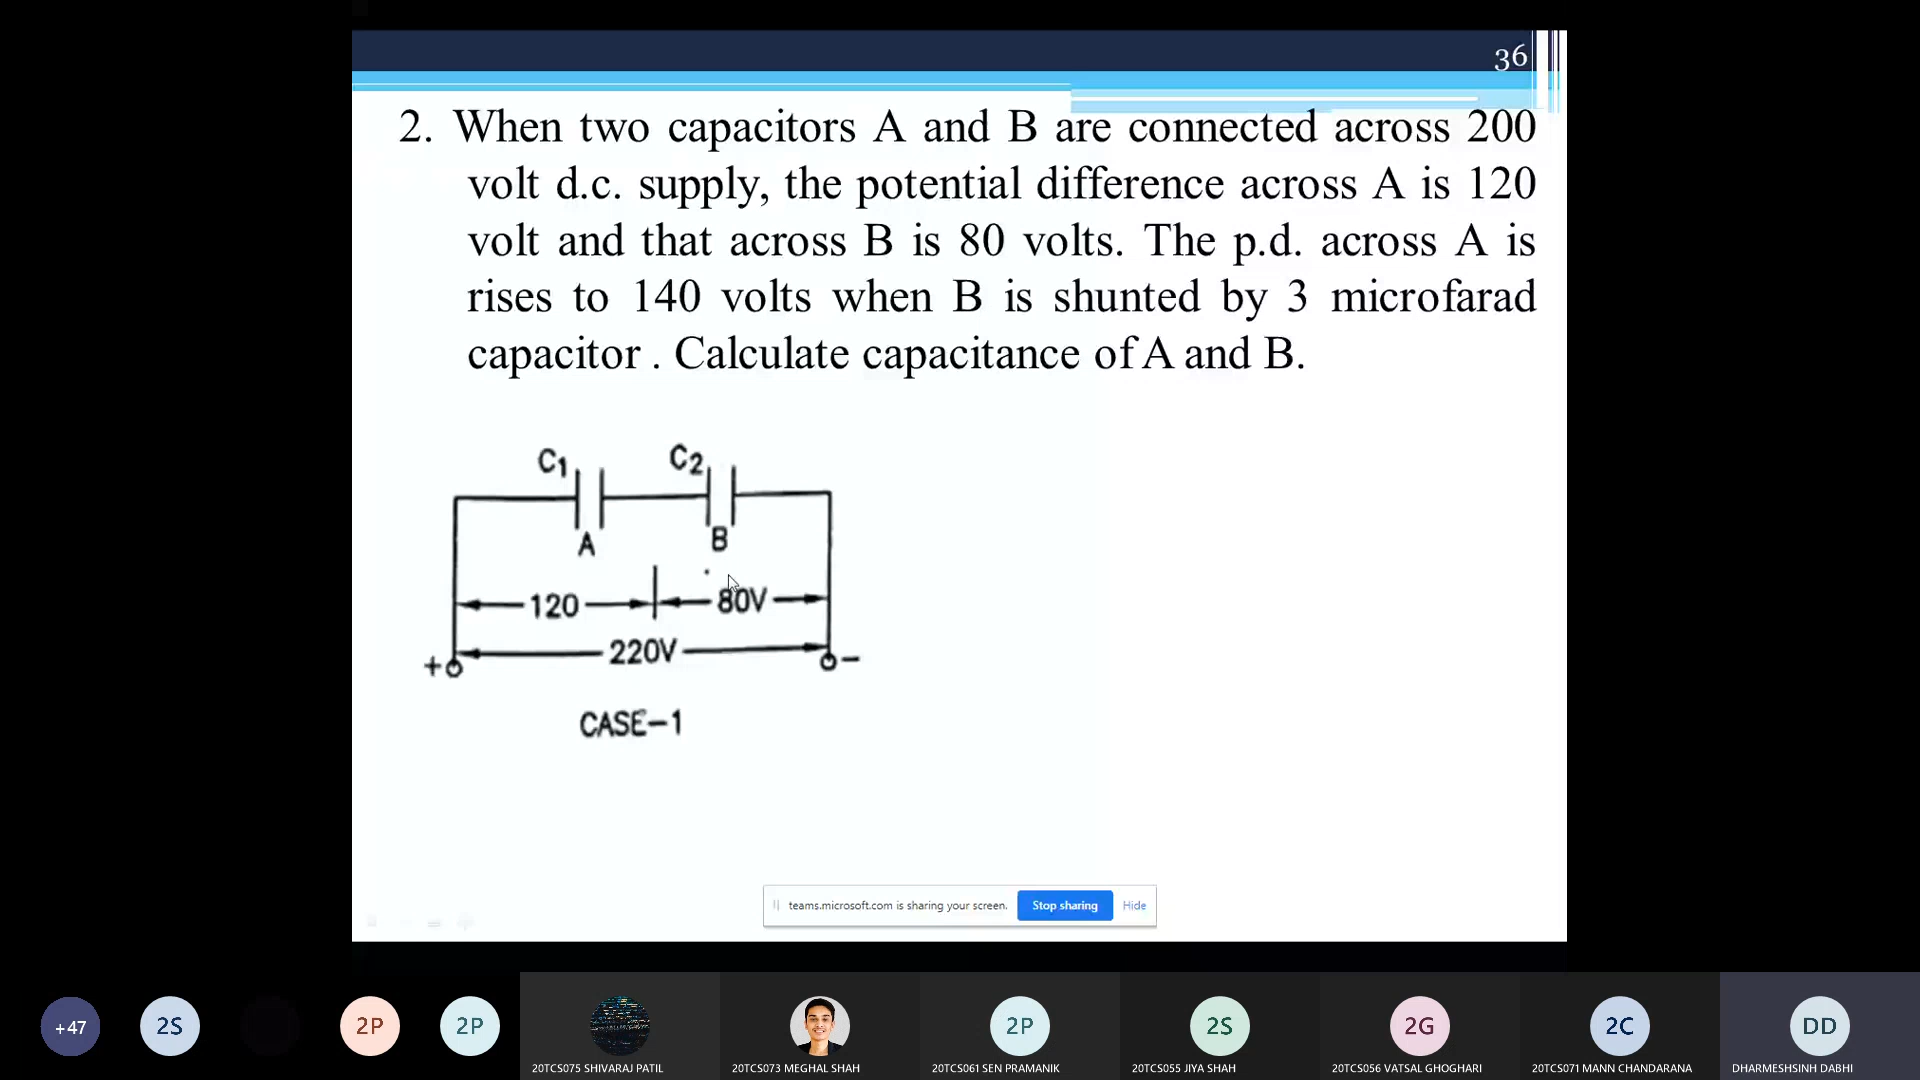 36
2. When two capacitors A and B are connected across 200
volt d.c. supply, the potential difference across A is 120
volt and that across B is 80 volts. The p.d. across A is
rises to 140 volts when B is shunted by 3 microfarad
capacitor . Calculate capacitance of A and B.
C1 C2
A B
120 80V
220V
+ −
CASE-1
teams.microsoft.com is sharing your screen. Stop sharing Hide
+47 2S 2P 2P 2P 2S 2G 2C DD
20TCS075 SHIVARAJ PATIL 20TCS073 MEGHAL SHAH 20TCS061 SEN PRAMANIK 20TCS055 JIYA SHAH 20TCS056 VATSAL GHOGHARI 20TCS071 MANN CHANDARANA DHARMESHSINH DABHI